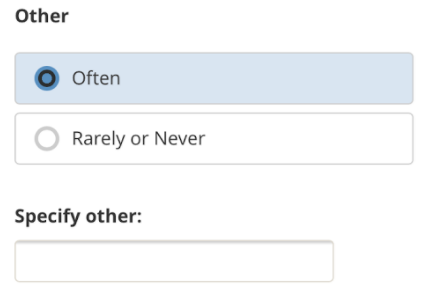 Other
Often
Rarely or Never
Specify other: